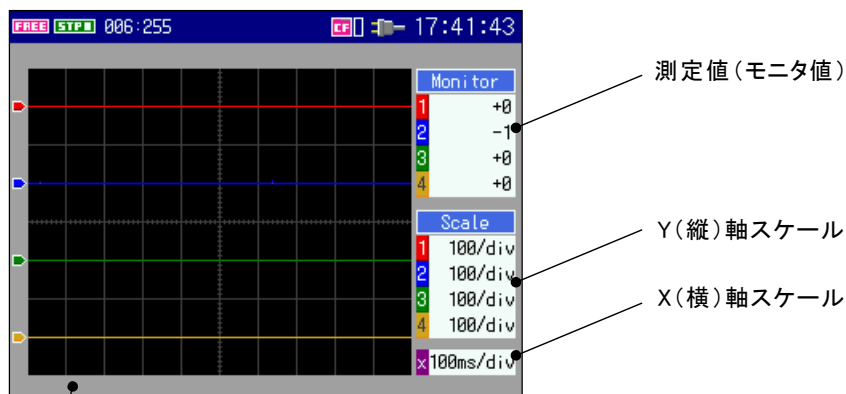 FREE STP 006:255 CF 17:41:43
Monitor
1 +0
2 -1
3 +0
4 +0
Scale
1 100/div
2 100/div
3 100/div
4 100/div
x 100ms/div
測定値（モニタ値）
Y（縦）軸スケール
X（横）軸スケール